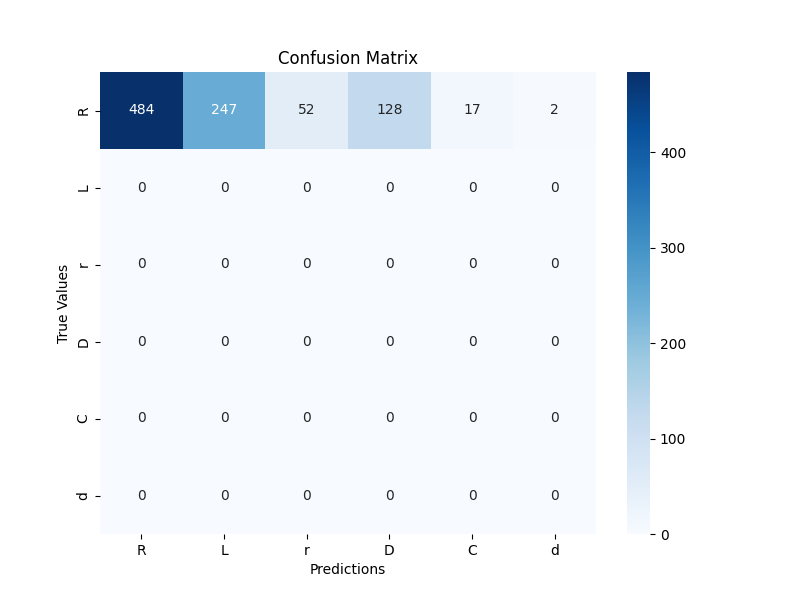 Confusion Matrix
R 484 247 52 128 17 2
L 0 0 0 0 0 0
r 0 0 0 0 0 0
D 0 0 0 0 0 0
C 0 0 0 0 0 0
d 0 0 0 0 0 0
True Values
R L r D C d
Predictions
400
300
200
100
0